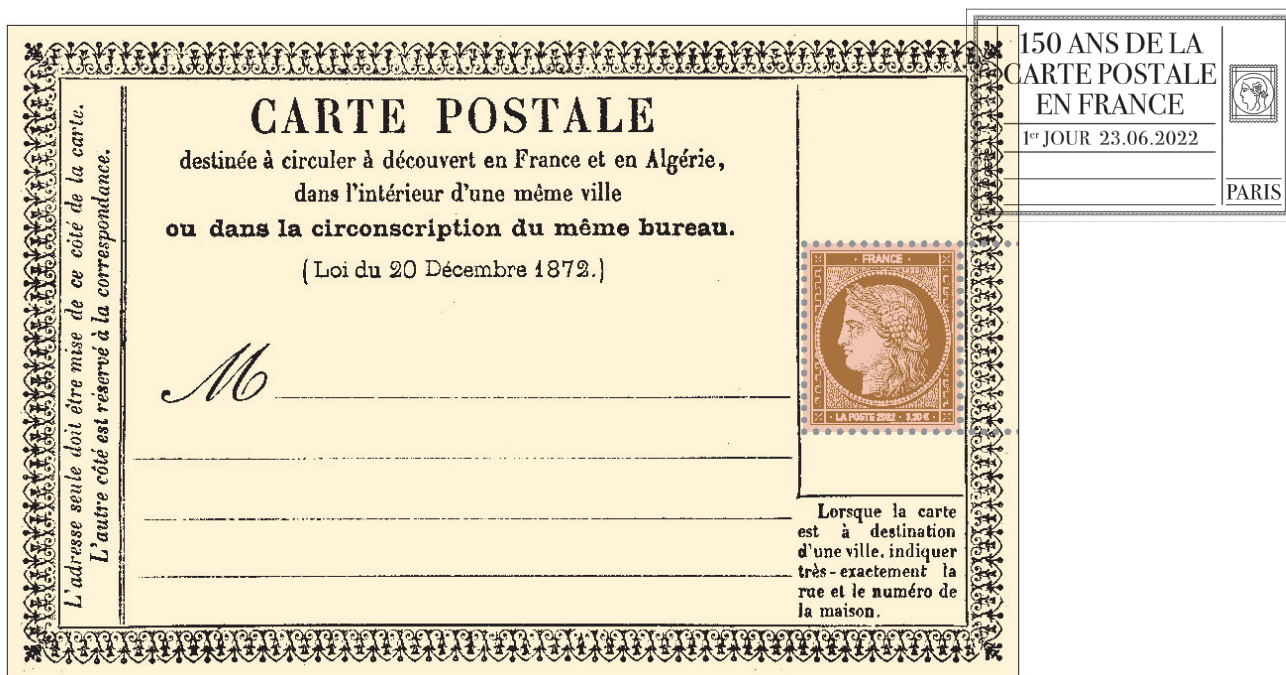 CARTE POSTALE
destinée à circuler à découvert en France et en Algérie,
dans l'intérieur d'une même ville
ou dans la circonscription du même bureau.
(Loi du 20 Décembre 1872.)
M
L'adresse seule doit être mise de ce côté de la carte.
L'autre côté est réservé à la correspondance.
· FRANCE ·
LA POSTE 2022
Lorsque la carte
est à destination
d'une ville, indiquer
très-exactement la
rue et le numéro de
la maison.
150 ANS DE LA
CARTE POSTALE
EN FRANCE
1er JOUR 23.06.2022
PARIS